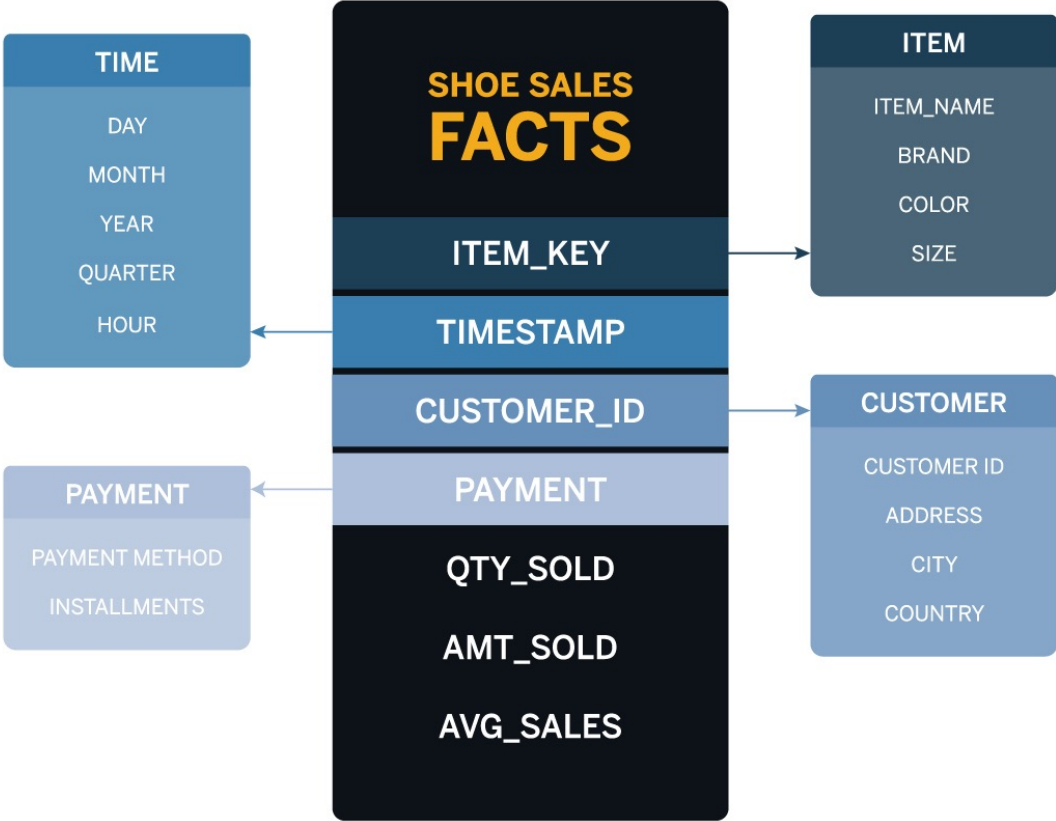 TIME
DAY
MONTH
YEAR
QUARTER
HOUR
PAYMENT
PAYMENT METHOD
INSTALLMENTS
SHOE SALES
FACTS
ITEM_KEY
TIMESTAMP
CUSTOMER_ID
PAYMENT
QTY_SOLD
AMT_SOLD
AVG_SALES
ITEM
ITEM_NAME
BRAND
COLOR
SIZE
CUSTOMER
CUSTOMER ID
ADDRESS
CITY
COUNTRY